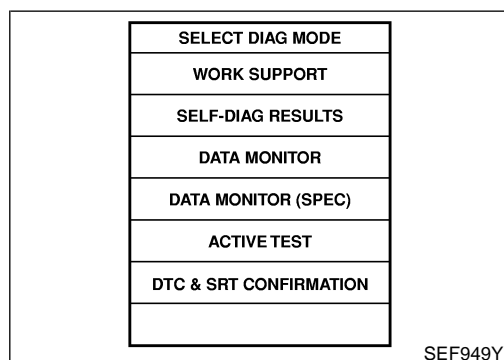 SELECT DIAG MODE
WORK SUPPORT
SELF-DIAG RESULTS
DATA MONITOR
DATA MONITOR (SPEC)
ACTIVE TEST
DTC & SRT CONFIRMATION
SEF949Y